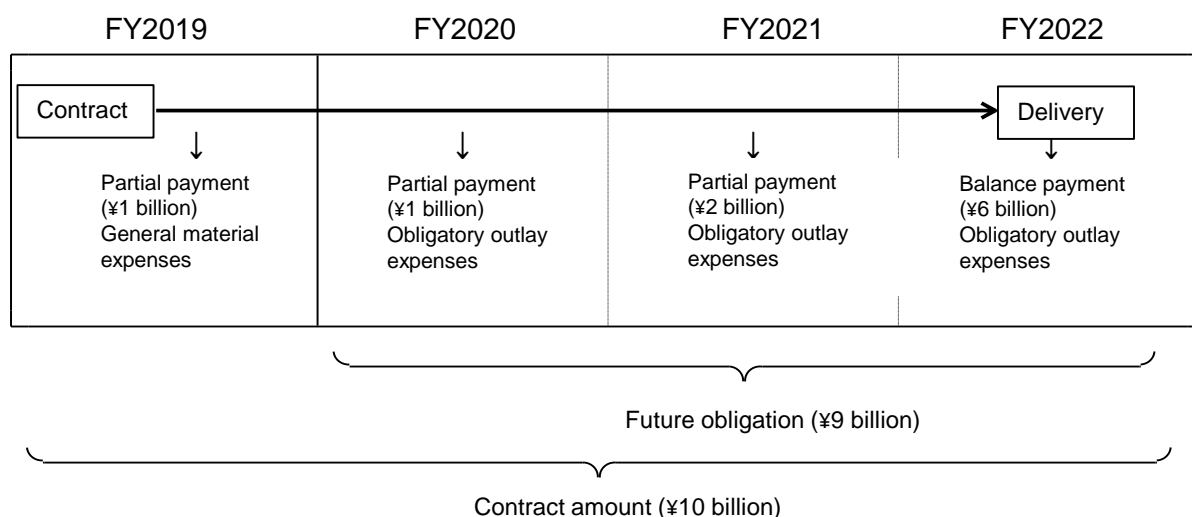 FY2019
FY2020
FY2021
FY2022
Contract
Delivery
Partial payment
(¥1 billion)
General material
expenses
Partial payment
(¥1 billion)
Obligatory outlay
expenses
Partial payment
(¥2 billion)
Obligatory outlay
expenses
Balance payment
(¥6 billion)
Obligatory outlay
expenses
Future obligation (¥9 billion)
Contract amount (¥10 billion)